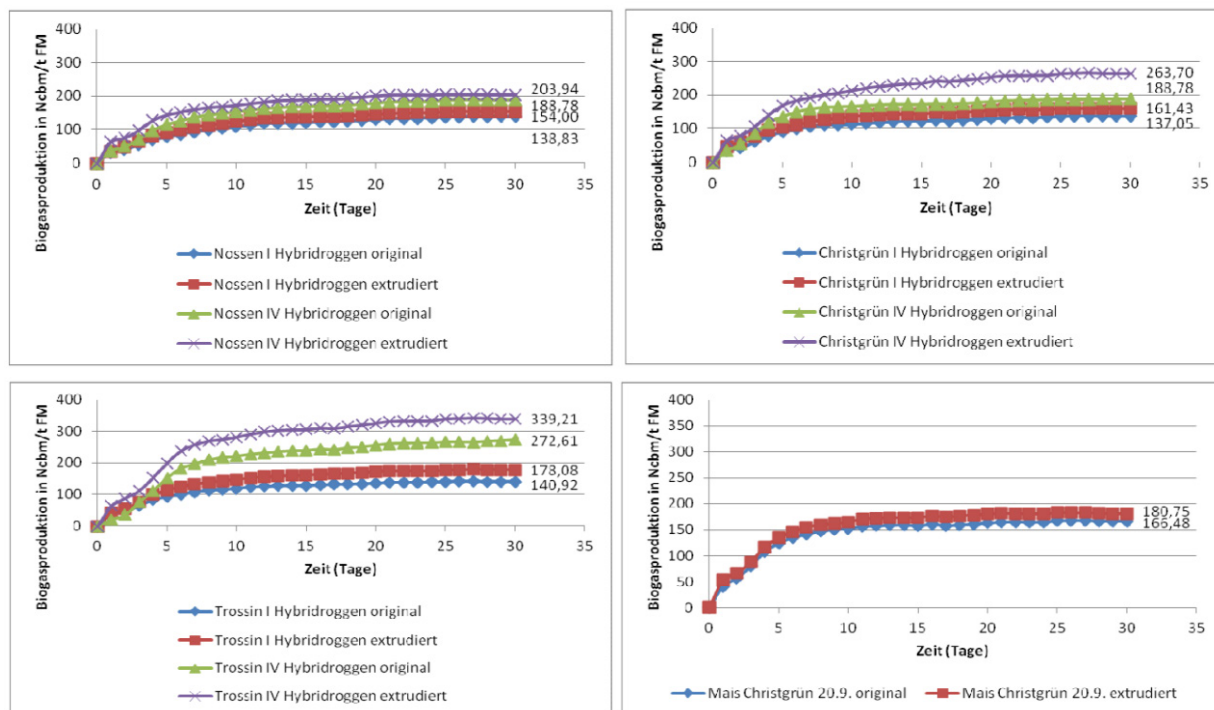 Biogasproduktion in Ncbm/t FM
400
300
200
100
0
203,94
188,78
154,00
138,83
0 5 10 15 20 25 30 35
Zeit (Tage)
Nossen I Hybridroggen original
Nossen I Hybridroggen extrudiert
Nossen IV Hybridroggen original
Nossen IV Hybridroggen extrudiert
Biogasproduktion in Ncbm/t FM
400
300
200
100
0
263,70
188,78
161,43
137,05
0 5 10 15 20 25 30 35
Zeit (Tage)
Christgrün I Hybridroggen original
Christgrün I Hybridroggen extrudiert
Christgrün IV Hybridroggen original
Christgrün IV Hybridroggen extrudiert
Biogasproduktion in Ncbm/t FM
400
300
200
100
0
339,21
272,61
178,08
140,92
0 5 10 15 20 25 30 35
Zeit (Tage)
Trossin I Hybridroggen original
Trossin I Hybridroggen extrudiert
Trossin IV Hybridroggen original
Trossin IV Hybridroggen extrudiert
Biogasproduktion in Ncbm/t FM
400
350
300
250
200
150
100
50
0
180,75
166,48
0 5 10 15 20 25 30 35
Zeit (Tage)
Mais Christgrün 20.9. original Mais Christgrün 20.9. extrudiert